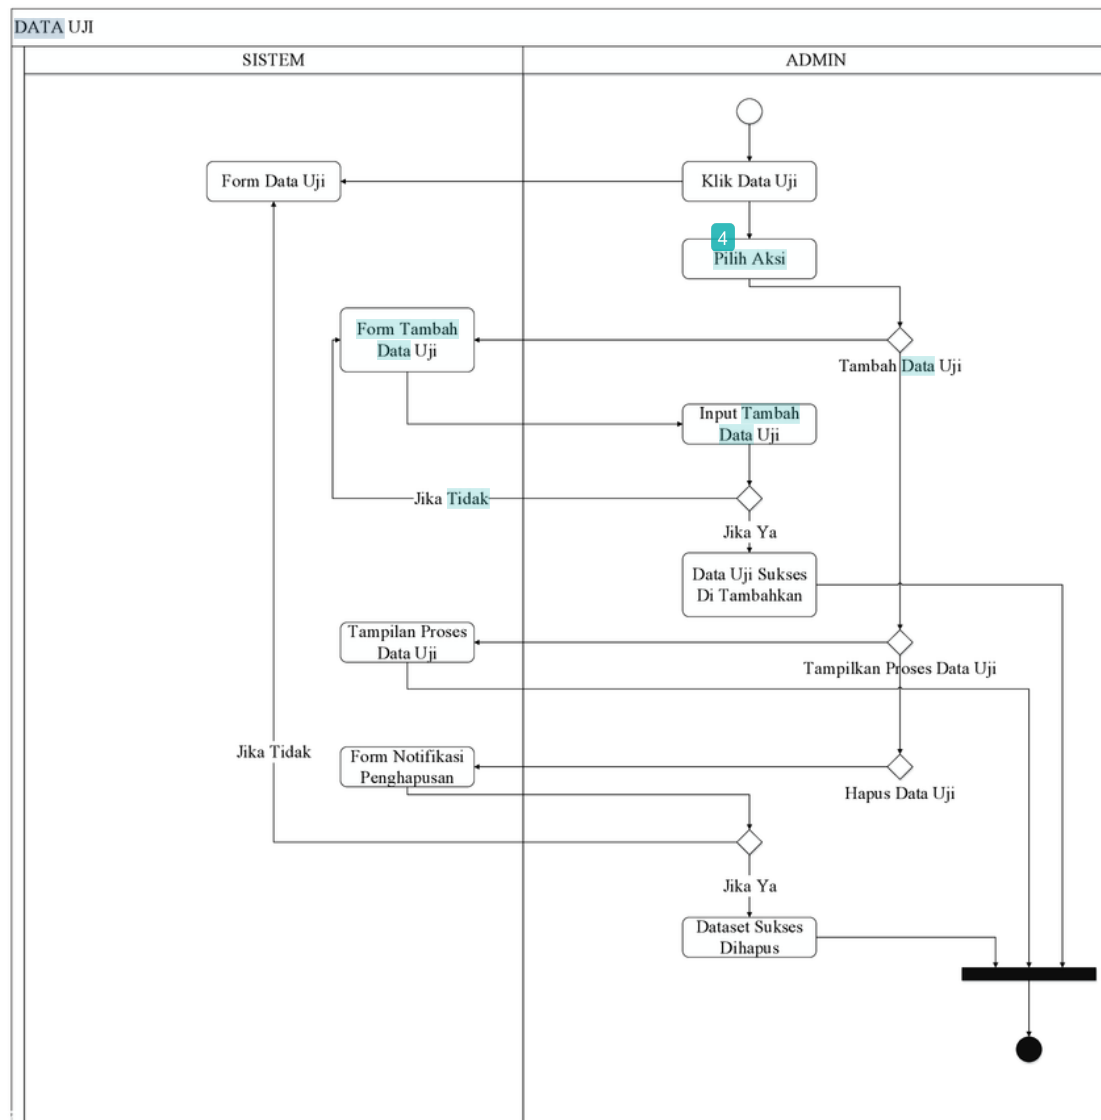 DATA UJI
SISTEM
ADMIN
Form Data Uji
Klik Data Uji
4
Pilih Aksi
Form Tambah
Data Uji
Tambah Data Uji
Input Tambah
Data Uji
Jika Tidak
Jika Ya
Data Uji Sukses
Di Tambahkan
Tampilan Proses
Data Uji
Tampilkan Proses Data Uji
Jika Tidak
Form Notifikasi
Penghapusan
Hapus Data Uji
Jika Ya
Dataset Sukses
Dihapus